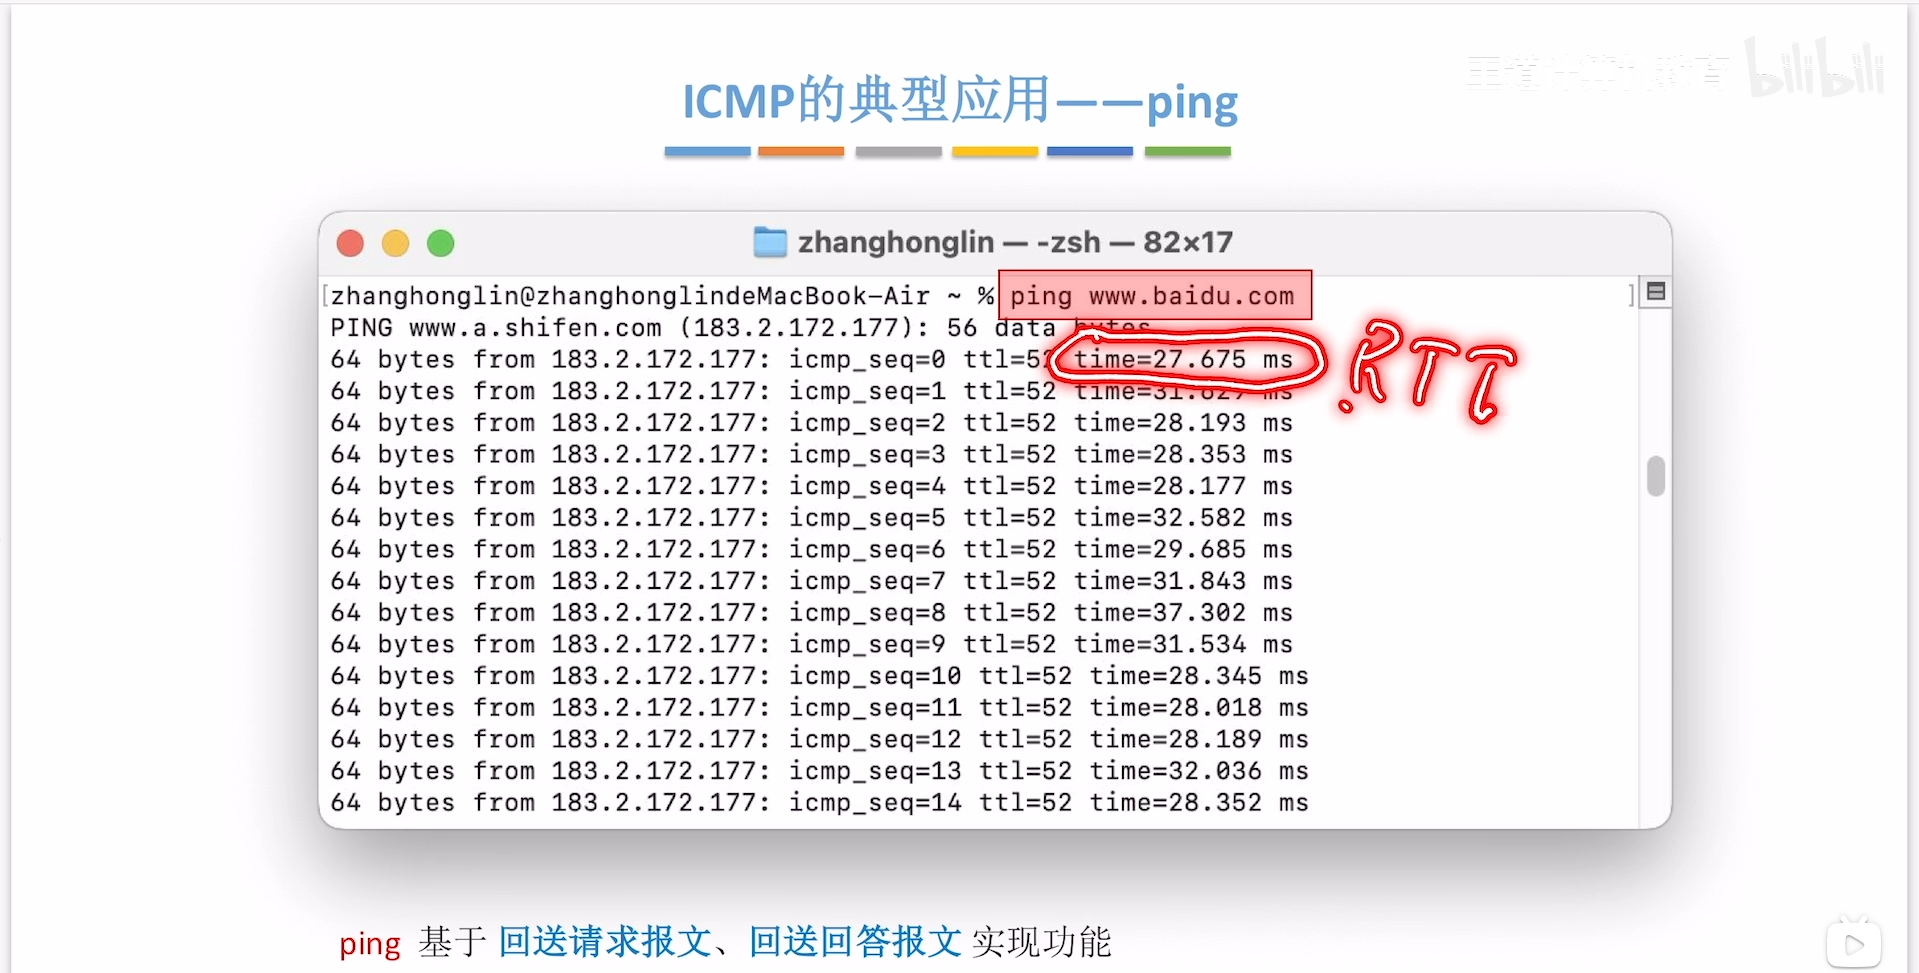 王道计算机教育 bilibili
ICMP的典型应用——ping
zhanghonglin — -zsh — 82×17
[zhanghonglin@zhanghonglindeMacBook-Air ~ % ping www.baidu.com ]
PING www.a.shifen.com (183.2.172.177): 56 data bytes
64 bytes from 183.2.172.177: icmp_seq=0 ttl=52 time=27.675 ms RTT
64 bytes from 183.2.172.177: icmp_seq=1 ttl=52 time=31.629 ms
64 bytes from 183.2.172.177: icmp_seq=2 ttl=52 time=28.193 ms
64 bytes from 183.2.172.177: icmp_seq=3 ttl=52 time=28.353 ms
64 bytes from 183.2.172.177: icmp_seq=4 ttl=52 time=28.177 ms
64 bytes from 183.2.172.177: icmp_seq=5 ttl=52 time=32.582 ms
64 bytes from 183.2.172.177: icmp_seq=6 ttl=52 time=29.685 ms
64 bytes from 183.2.172.177: icmp_seq=7 ttl=52 time=31.843 ms
64 bytes from 183.2.172.177: icmp_seq=8 ttl=52 time=37.302 ms
64 bytes from 183.2.172.177: icmp_seq=9 ttl=52 time=31.534 ms
64 bytes from 183.2.172.177: icmp_seq=10 ttl=52 time=28.345 ms
64 bytes from 183.2.172.177: icmp_seq=11 ttl=52 time=28.018 ms
64 bytes from 183.2.172.177: icmp_seq=12 ttl=52 time=28.189 ms
64 bytes from 183.2.172.177: icmp_seq=13 ttl=52 time=32.036 ms
64 bytes from 183.2.172.177: icmp_seq=14 ttl=52 time=28.352 ms
ping 基于 回送请求报文、回送回答报文 实现功能